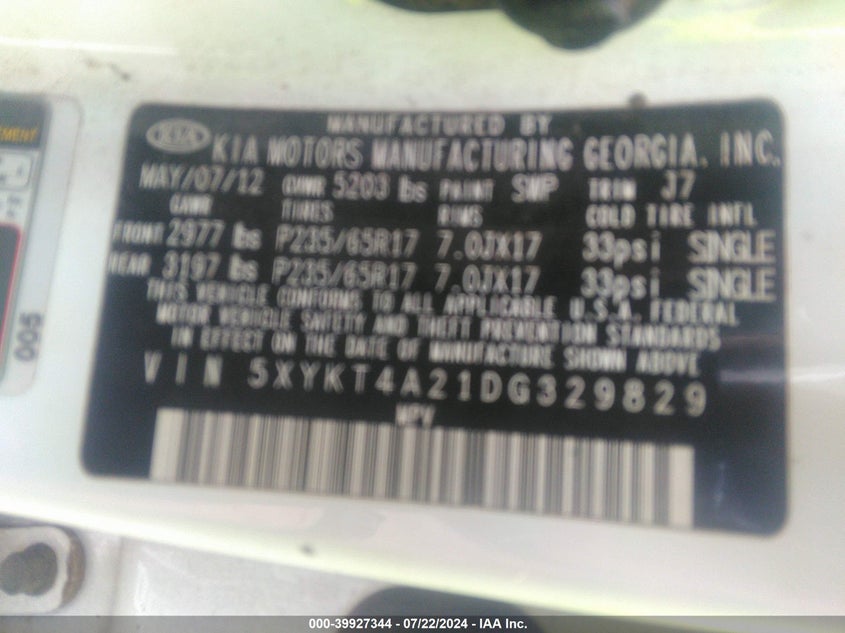 MANUFACTURED BY
KIA KIA MOTORS MANUFACTURING GEORGIA, INC.
MAY/07/12 GVWR 5203 lbs PAINT SWP TRIM J7
GAWR TIRES RIMS COLD TIRE INFL
FRONT 2977 lbs P235/65R17 7.0JX17 33psi SINGLE
REAR 3197 lbs P235/65R17 7.0JX17 33psi SINGLE
THIS VEHICLE CONFORMS TO ALL APPLICABLE U.S.A. FEDERAL
MOTOR VEHICLE SAFETY AND THEFT PREVENTION STANDARDS
IN EFFECT ON THE DATE OF MANUFACTURE SHOWN ABOVE
VIN 5XYKT4A21DG329829
MPV
005
000-39927344 / 07/22/2024 - IAA Inc.